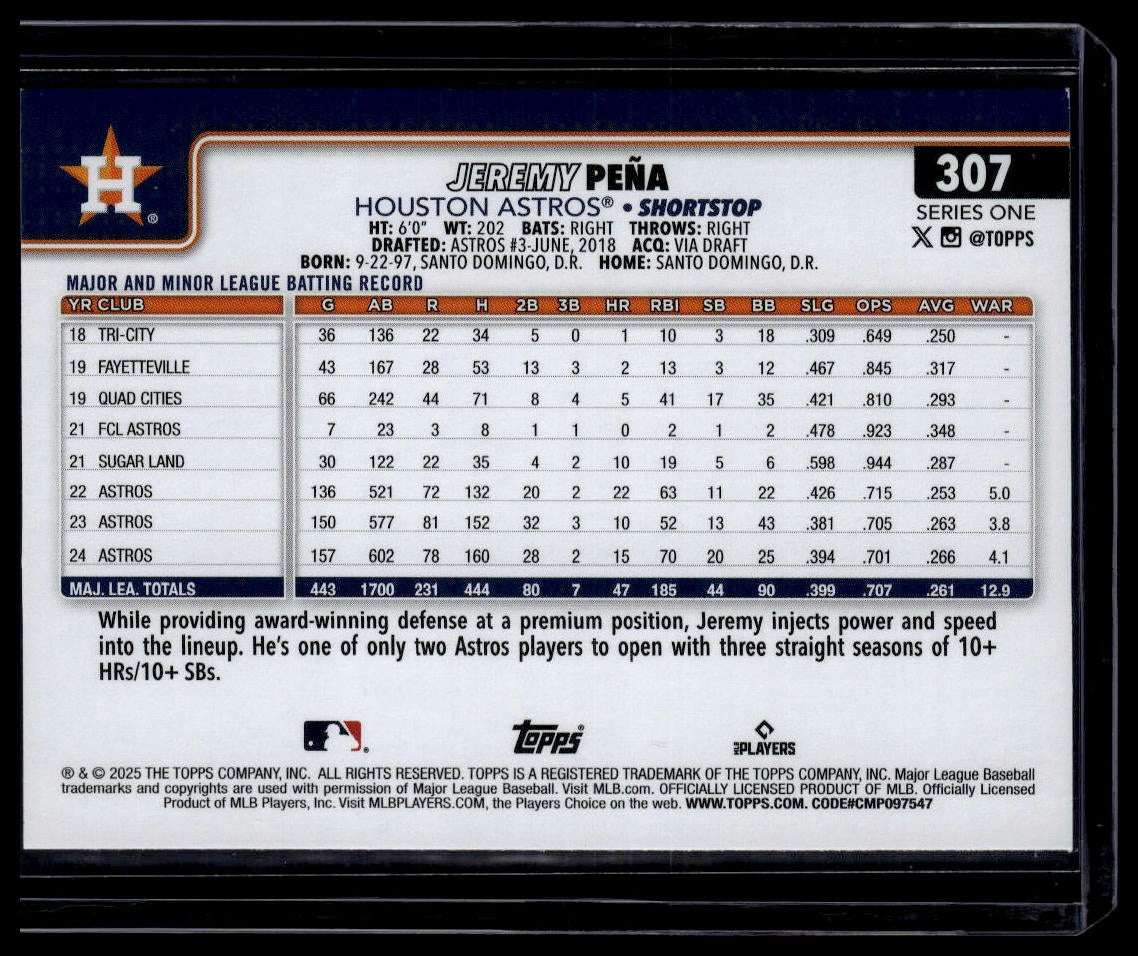 H ®
JEREMY PEÑA
307
HOUSTON ASTROS® • SHORTSTOP
SERIES ONE
HT: 6'0" WT: 202 BATS: RIGHT THROWS: RIGHT
X @TOPPS
DRAFTED: ASTROS #3-JUNE, 2018 ACQ: VIA DRAFT
BORN: 9-22-97, SANTO DOMINGO, D.R. HOME: SANTO DOMINGO, D.R.
MAJOR AND MINOR LEAGUE BATTING RECORD
YR CLUB G AB R H 2B 3B HR RBI SB BB SLG OPS AVG WAR
18 TRI-CITY 36 136 22 34 5 0 1 10 3 18 .309 .649 .250 -
19 FAYETTEVILLE 43 167 28 53 13 3 2 13 3 12 .467 .845 .317 -
19 QUAD CITIES 66 242 44 71 8 4 5 41 17 35 .421 .810 .293 -
21 FCL ASTROS 7 23 3 8 1 1 0 2 1 2 .478 .923 .348 -
21 SUGAR LAND 30 122 22 35 4 2 10 19 5 6 .598 .944 .287 -
22 ASTROS 136 521 72 132 20 2 22 63 11 22 .426 .715 .253 5.0
23 ASTROS 150 577 81 152 32 3 10 52 13 43 .381 .705 .263 3.8
24 ASTROS 157 602 78 160 28 2 15 70 20 25 .394 .701 .266 4.1
MAJ. LEA. TOTALS 443 1700 231 444 80 7 47 185 44 90 .399 .707 .261 12.9
While providing award-winning defense at a premium position, Jeremy injects power and speed
into the lineup. He's one of only two Astros players to open with three straight seasons of 10+
HRs/10+ SBs.
® Topps® MLB PLAYERS
® & © 2025 THE TOPPS COMPANY, INC. ALL RIGHTS RESERVED. TOPPS IS A REGISTERED TRADEMARK OF THE TOPPS COMPANY, INC. Major League Baseball
trademarks and copyrights are used with permission of Major League Baseball. Visit MLB.com. OFFICIALLY LICENSED PRODUCT OF MLB. Officially Licensed
Product of MLB Players, Inc. Visit MLBPLAYERS.COM, the Players Choice on the web. WWW.TOPPS.COM. CODE#CMP097547